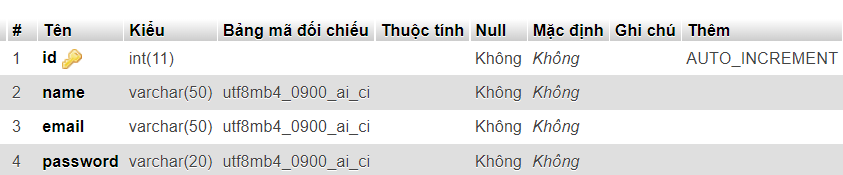 # Tên Kiểu Bảng mã đối chiếu Thuộc tính Null Mặc định Ghi chú Thêm
1 id int(11) Không Không AUTO_INCREMENT
2 name varchar(50) utf8mb4_0900_ai_ci Không Không
3 email varchar(50) utf8mb4_0900_ai_ci Không Không
4 password varchar(20) utf8mb4_0900_ai_ci Không Không